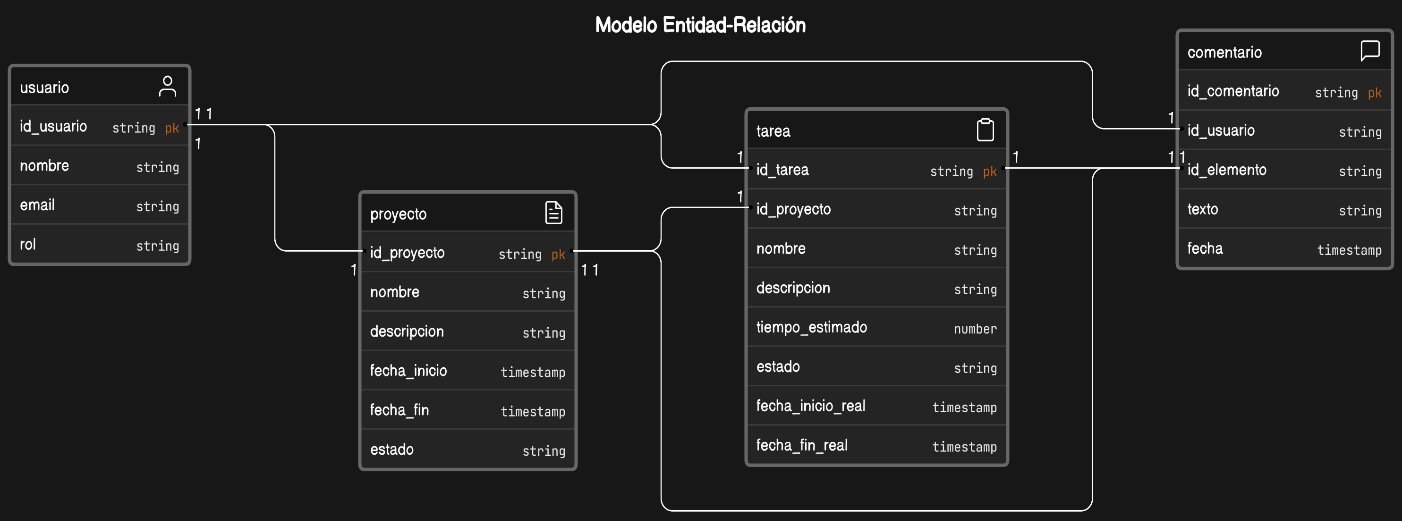 Modelo Entidad-Relación
usuario
id_usuario string pk
nombre string
email string
rol string
1 1
1
proyecto
id_proyecto string pk
nombre string
descripcion string
fecha_inicio timestamp
fecha_fin timestamp
estado string
1
1 1
tarea
id_tarea string pk
id_proyecto string
nombre string
descripcion string
tiempo_estimado number
estado string
fecha_inicio_real timestamp
fecha_fin_real timestamp
1
1
1
comentario
id_comentario string pk
id_usuario string
id_elemento string
texto string
fecha timestamp
1
1 1